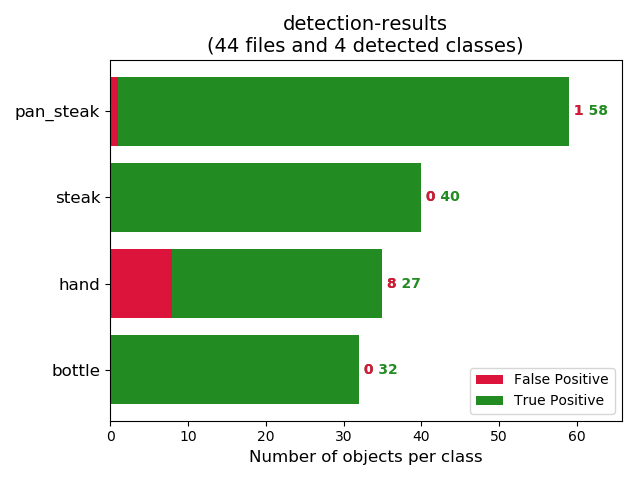 detection-results
(44 files and 4 detected classes)
pan_steak
1 58
steak
0 40
hand
8 27
bottle
0 32
False Positive
True Positive
0 10 20 30 40 50 60
Number of objects per class